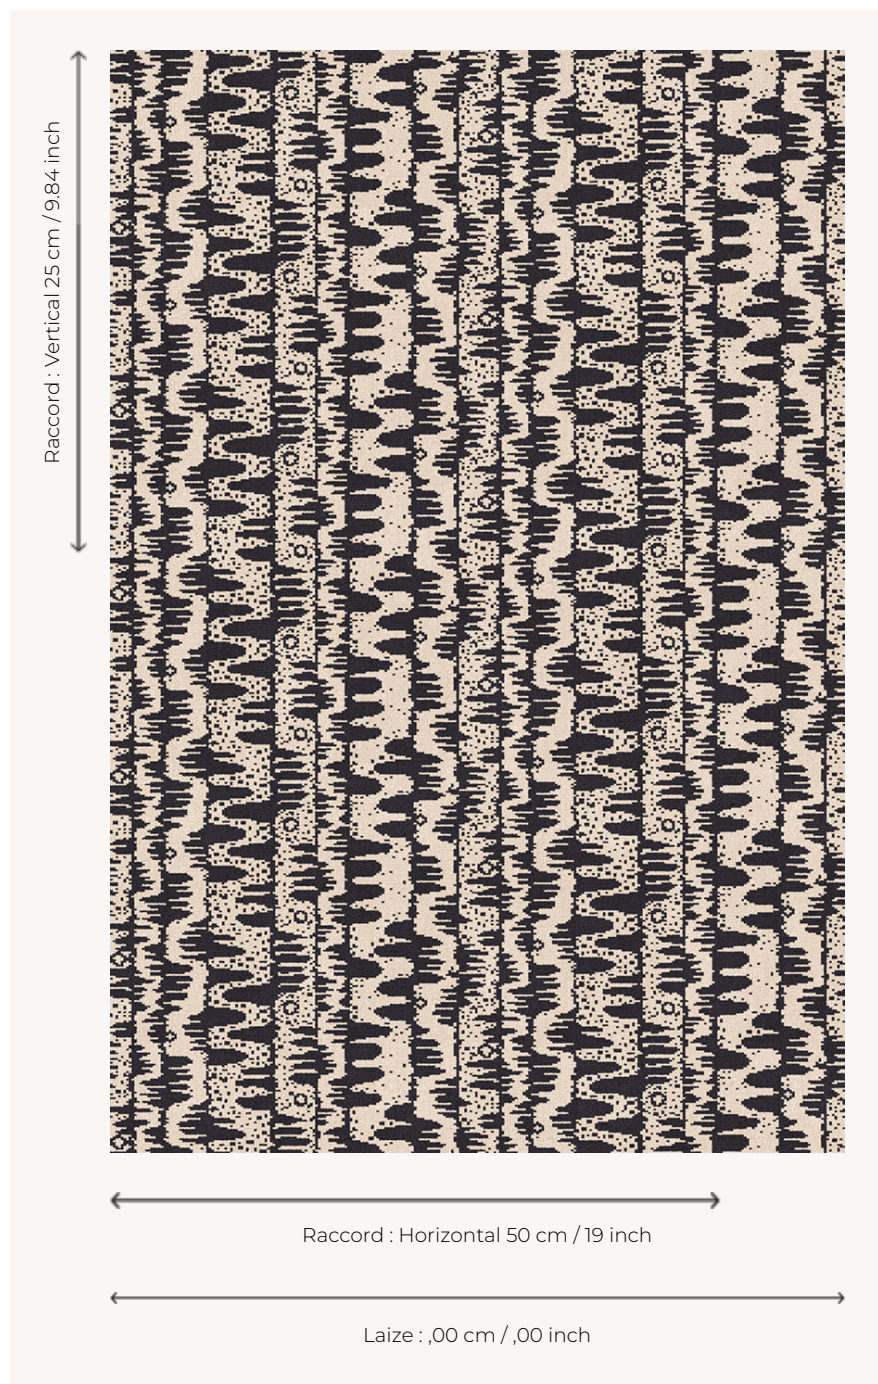 Raccord : Vertical 25 cm / 9.84 inch
Raccord : Horizontal 50 cm / 19 inch
Laize : ,00 cm / ,00 inch